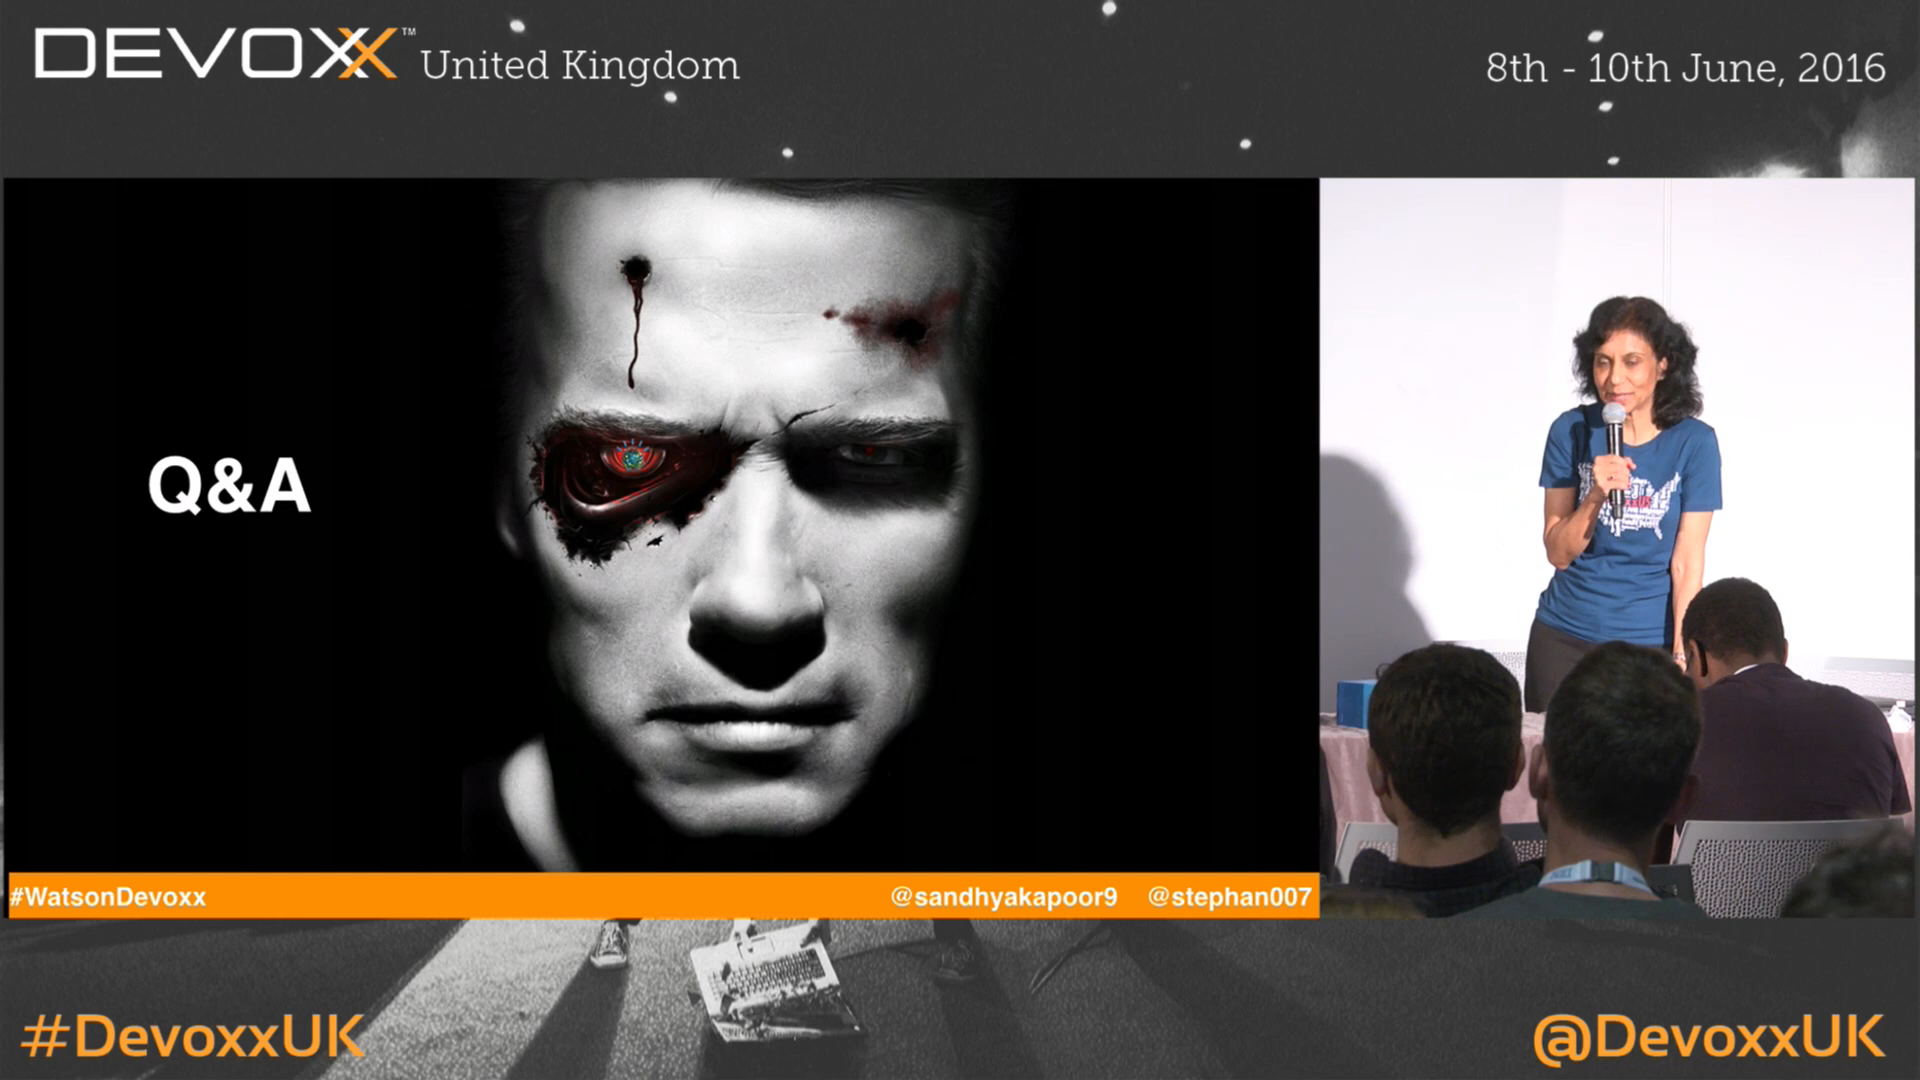 DEVOXX™ United Kingdom
8th - 10th June, 2016
Q&A
#WatsonDevoxx
@sandhyakapoor9 @stephan007
#DevoxxUK
@DevoxxUK